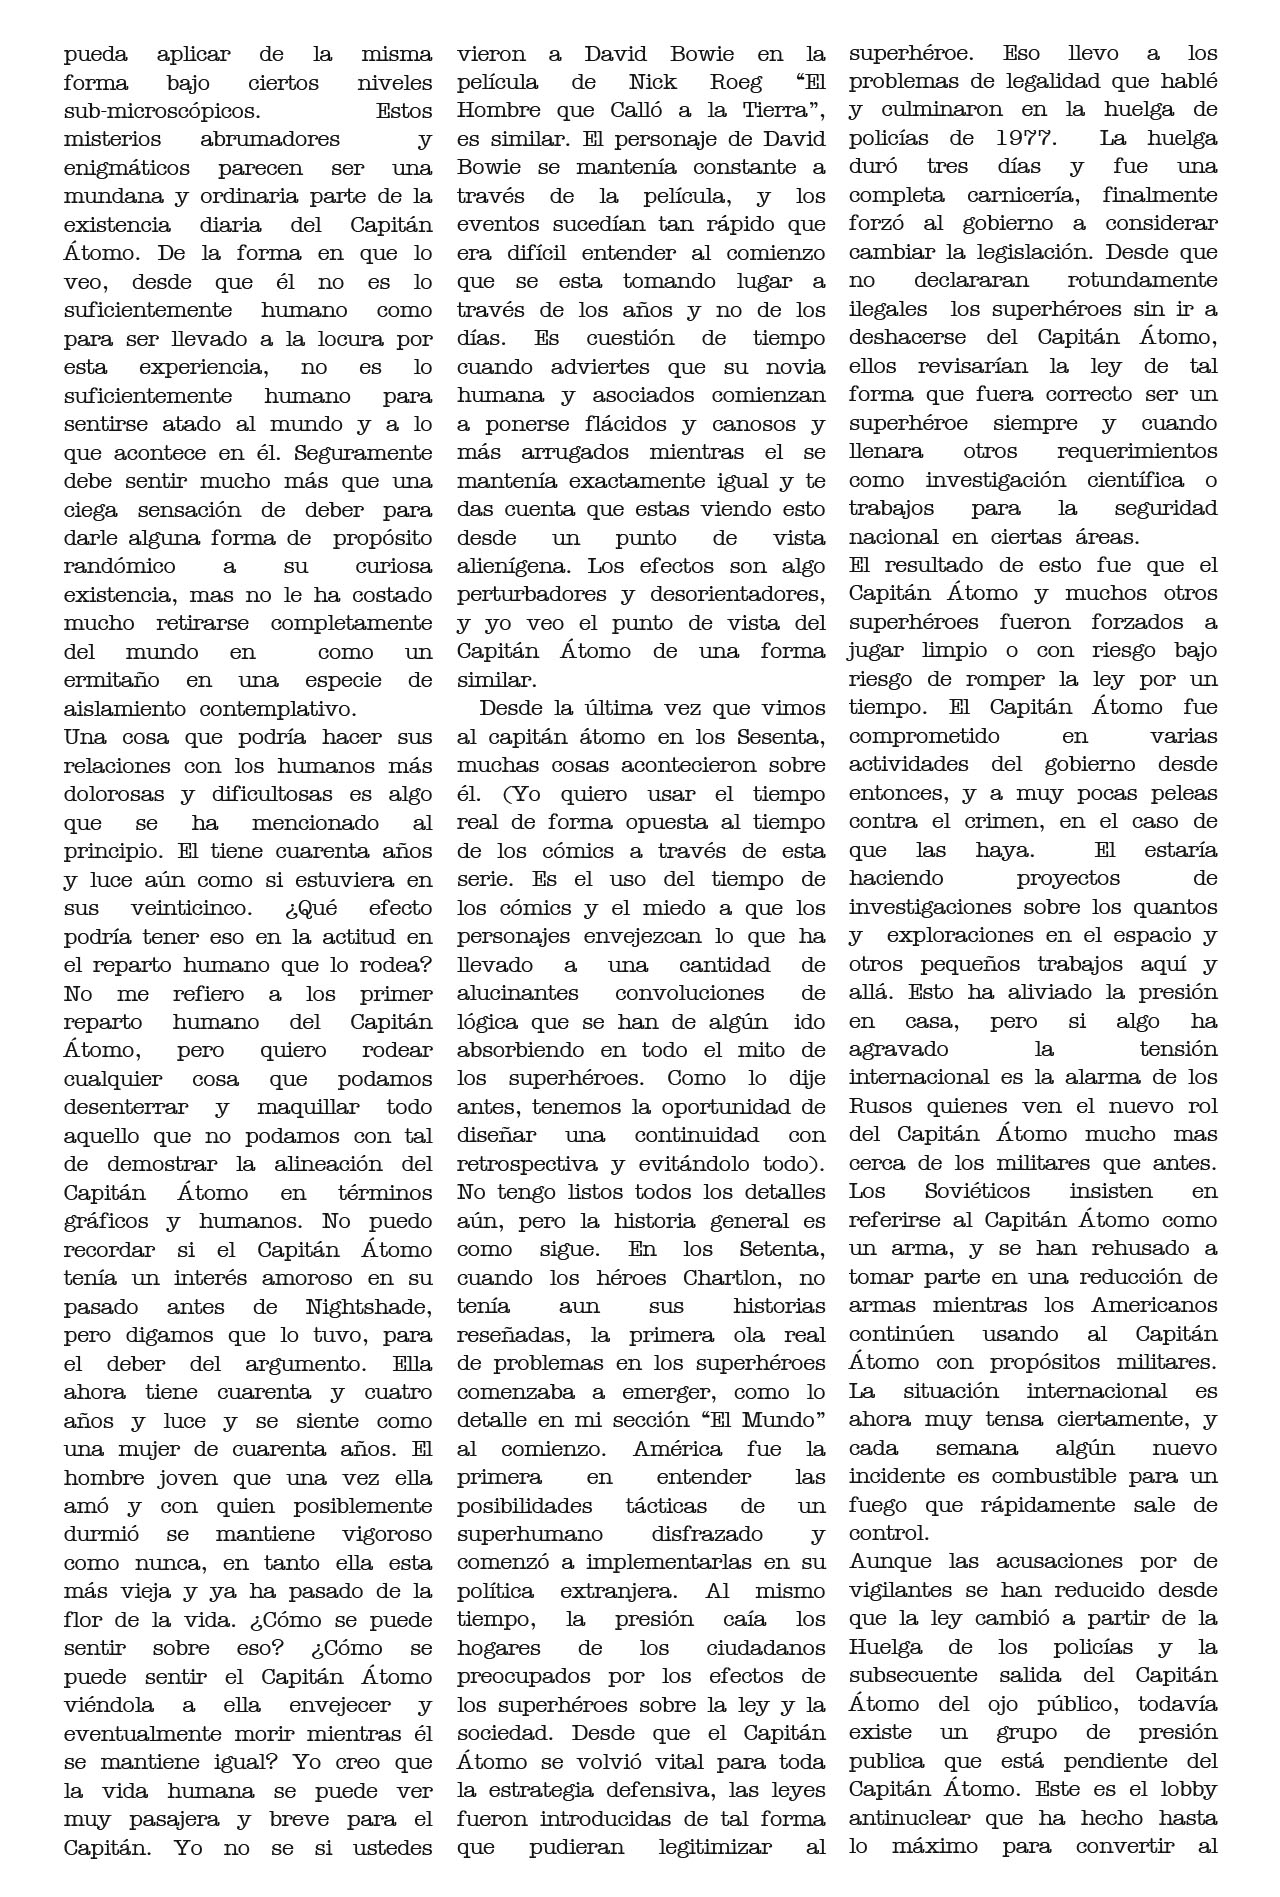 pueda aplicar de la misma
forma bajo ciertos niveles
sub-microscópicos. Estos
misterios abrumadores y
enigmáticos parecen ser una
mundana y ordinaria parte de la
existencia diaria del Capitán
Átomo. De la forma en que lo
veo, desde que él no es lo
suficientemente humano como
para ser llevado a la locura por
esta experiencia, no es lo
suficientemente humano para
sentirse atado al mundo y a lo
que acontece en él. Seguramente
debe sentir mucho más que una
ciega sensación de deber para
darle alguna forma de propósito
randómico a su curiosa
existencia, mas no le ha costado
mucho retirarse completamente
del mundo en como un
ermitaño en una especie de
aislamiento contemplativo.
Una cosa que podría hacer sus
relaciones con los humanos más
dolorosas y dificultosas es algo
que se ha mencionado al
principio. El tiene cuarenta años
y luce aún como si estuviera en
sus veinticinco. ¿Qué efecto
podría tener eso en la actitud en
el reparto humano que lo rodea?
No me refiero a los primer
reparto humano del Capitán
Átomo, pero quiero rodear
cualquier cosa que podamos
desenterrar y maquillar todo
aquello que no podamos con tal
de demostrar la alineación del
Capitán Átomo en términos
gráficos y humanos. No puedo
recordar si el Capitán Átomo
tenía un interés amoroso en su
pasado antes de Nightshade,
pero digamos que lo tuvo, para
el deber del argumento. Ella
ahora tiene cuarenta y cuatro
años y luce y se siente como
una mujer de cuarenta años. El
hombre joven que una vez ella
amó y con quien posiblemente
durmió se mantiene vigoroso
como nunca, en tanto ella esta
más vieja y ya ha pasado de la
flor de la vida. ¿Cómo se puede
sentir sobre eso? ¿Cómo se
puede sentir el Capitán Átomo
viéndola a ella envejecer y
eventualmente morir mientras él
se mantiene igual? Yo creo que
la vida humana se puede ver
muy pasajera y breve para el
Capitán. Yo no se si ustedes
vieron a David Bowie en la
película de Nick Roeg “El
Hombre que Calló a la Tierra”,
es similar. El personaje de David
Bowie se mantenía constante a
través de la película, y los
eventos sucedían tan rápido que
era difícil entender al comienzo
que se esta tomando lugar a
través de los años y no de los
días. Es cuestión de tiempo
cuando adviertes que su novia
humana y asociados comienzan
a ponerse flácidos y canosos y
más arrugados mientras el se
mantenía exactamente igual y te
das cuenta que estas viendo esto
desde un punto de vista
alienígena. Los efectos son algo
perturbadores y desorientadores,
y yo veo el punto de vista del
Capitán Átomo de una forma
similar.
Desde la última vez que vimos
al capitán átomo en los Sesenta,
muchas cosas acontecieron sobre
él. (Yo quiero usar el tiempo
real de forma opuesta al tiempo
de los cómics a través de esta
serie. Es el uso del tiempo de
los cómics y el miedo a que los
personajes envejezcan lo que ha
llevado a una cantidad de
alucinantes convoluciones de
lógica que se han de algún ido
absorbiendo en todo el mito de
los superhéroes. Como lo dije
antes, tenemos la oportunidad de
diseñar una continuidad con
retrospectiva y evitándolo todo).
No tengo listos todos los detalles
aún, pero la historia general es
como sigue. En los Setenta,
cuando los héroes Chartlon, no
tenía aun sus historias
reseñadas, la primera ola real
de problemas en los superhéroes
comenzaba a emerger, como lo
detalle en mi sección “El Mundo”
al comienzo. América fue la
primera en entender las
posibilidades tácticas de un
superhumano disfrazado y
comenzó a implementarlas en su
política extranjera. Al mismo
tiempo, la presión caía los
hogares de los ciudadanos
preocupados por los efectos de
los superhéroes sobre la ley y la
sociedad. Desde que el Capitán
Átomo se volvió vital para toda
la estrategia defensiva, las leyes
fueron introducidas de tal forma
que pudieran legitimizar al
superhéroe. Eso llevo a los
problemas de legalidad que hablé
y culminaron en la huelga de
policías de 1977. La huelga
duró tres días y fue una
completa carnicería, finalmente
forzó al gobierno a considerar
cambiar la legislación. Desde que
no declararan rotundamente
ilegales los superhéroes sin ir a
deshacerse del Capitán Átomo,
ellos revisarían la ley de tal
forma que fuera correcto ser un
superhéroe siempre y cuando
llenara otros requerimientos
como investigación científica o
trabajos para la seguridad
nacional en ciertas áreas.
El resultado de esto fue que el
Capitán Átomo y muchos otros
superhéroes fueron forzados a
jugar limpio o con riesgo bajo
riesgo de romper la ley por un
tiempo. El Capitán Átomo fue
comprometido en varias
actividades del gobierno desde
entonces, y a muy pocas peleas
contra el crimen, en el caso de
que las haya. El estaría
haciendo proyectos de
investigaciones sobre los quantos
y exploraciones en el espacio y
otros pequeños trabajos aquí y
allá. Esto ha aliviado la presión
en casa, pero si algo ha
agravado la tensión
internacional es la alarma de los
Rusos quienes ven el nuevo rol
del Capitán Átomo mucho mas
cerca de los militares que antes.
Los Soviéticos insisten en
referirse al Capitán Átomo como
un arma, y se han rehusado a
tomar parte en una reducción de
armas mientras los Americanos
continúen usando al Capitán
Átomo con propósitos militares.
La situación internacional es
ahora muy tensa ciertamente, y
cada semana algún nuevo
incidente es combustible para un
fuego que rápidamente sale de
control.
Aunque las acusaciones por de
vigilantes se han reducido desde
que la ley cambió a partir de la
Huelga de los policías y la
subsecuente salida del Capitán
Átomo del ojo público, todavía
existe un grupo de presión
publica que está pendiente del
Capitán Átomo. Este es el lobby
antinuclear que ha hecho hasta
lo máximo para convertir al